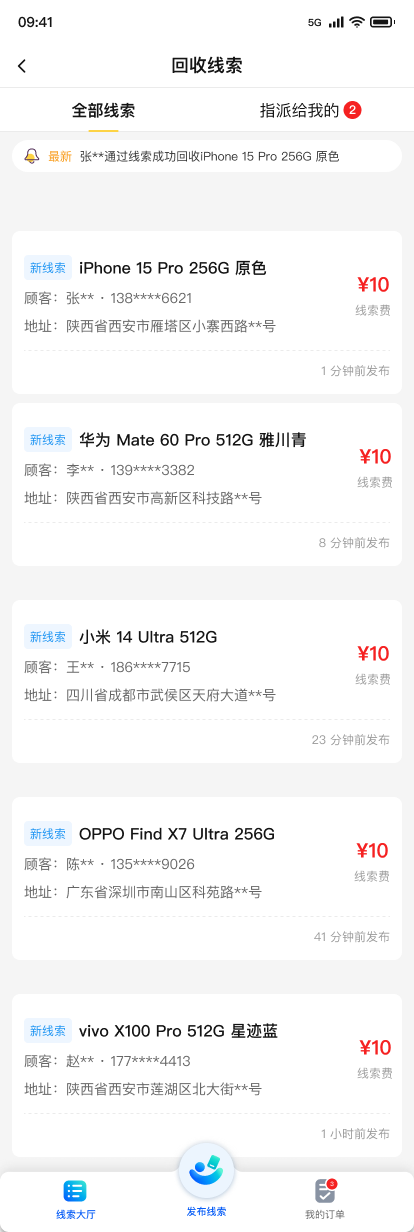 09:41
5G
回收线索
全部线索
指派给我的 2
最新 张**通过线索成功回收iPhone 15 Pro 256G 原色
新线索 iPhone 15 Pro 256G 原色
¥10
顾客：张** · 138****6621
线索费
地址：陕西省西安市雁塔区小寨西路**号
1 分钟前发布
新线索 华为 Mate 60 Pro 512G 雅川青
¥10
顾客：李** · 139****3382
线索费
地址：陕西省西安市高新区科技路**号
8 分钟前发布
新线索 小米 14 Ultra 512G
¥10
顾客：王** · 186****7715
线索费
地址：四川省成都市武侯区天府大道**号
23 分钟前发布
新线索 OPPO Find X7 Ultra 256G
¥10
顾客：陈** · 135****9026
线索费
地址：广东省深圳市南山区科苑路**号
41 分钟前发布
新线索 vivo X100 Pro 512G 星迹蓝
¥10
顾客：赵** · 177****4413
线索费
地址：陕西省西安市莲湖区北大街**号
1 小时前发布
3
线索大厅
发布线索
我的订单